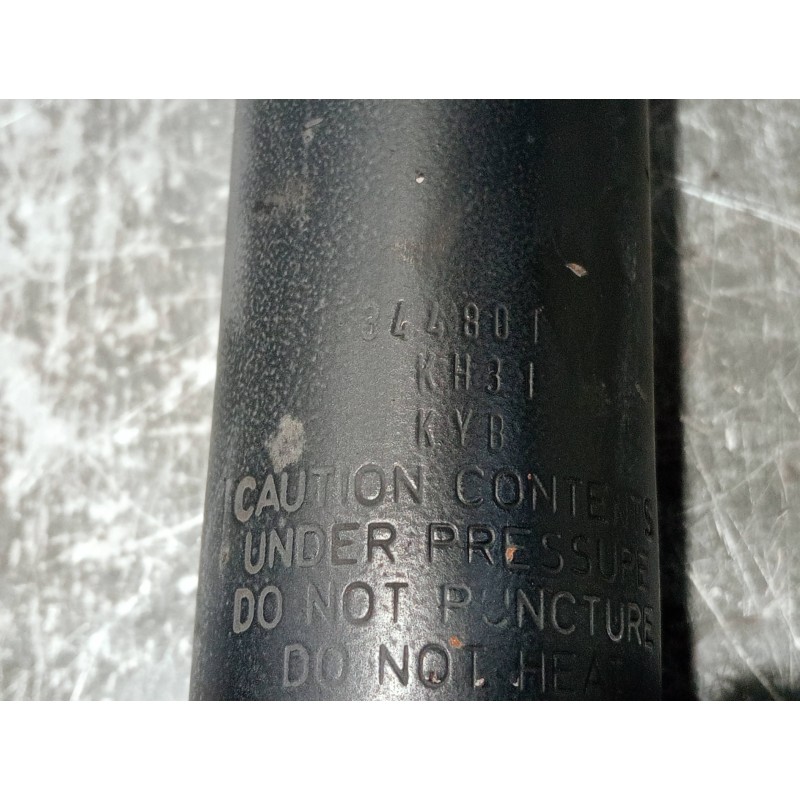 344801
KH31
KYB
CAUTION CONTENTS
UNDER PRESSURE
DO NOT PUNCTURE
DO NOT HEAT